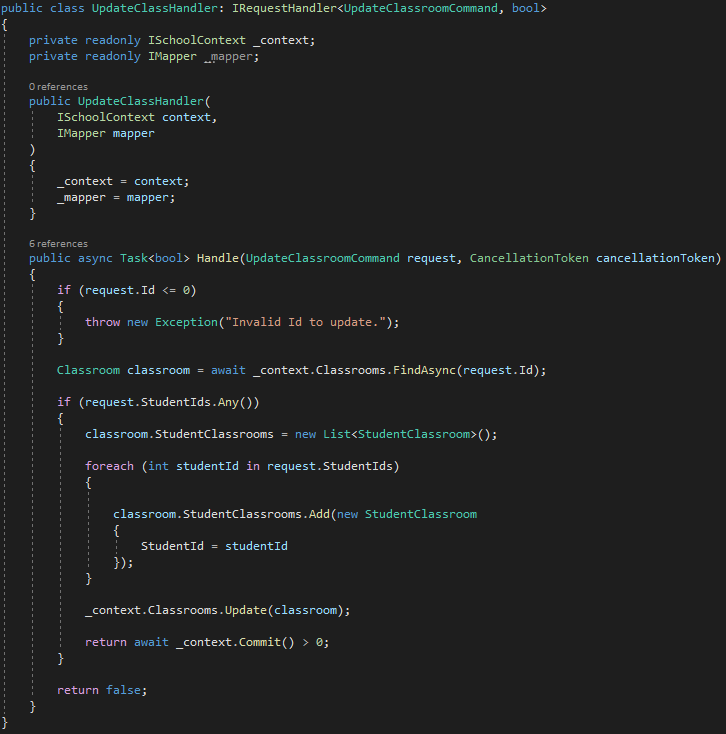 public class UpdateClassHandler: IRequestHandler<UpdateClassroomCommand, bool>
{
    private readonly ISchoolContext _context;
    private readonly IMapper _mapper;
    0 references
    public UpdateClassHandler(
        ISchoolContext context,
        IMapper mapper
    )
    {
        _context = context;
        _mapper = mapper;
    }
    6 references
    public async Task<bool> Handle(UpdateClassroomCommand request, CancellationToken cancellationToken)
    {
        if (request.Id <= 0)
        {
            throw new Exception("Invalid Id to update.");
        }
        Classroom classroom = await _context.Classrooms.FindAsync(request.Id);
        if (request.StudentIds.Any())
        {
            classroom.StudentClassrooms = new List<StudentClassroom>();
            foreach (int studentId in request.StudentIds)
            {
                classroom.StudentClassrooms.Add(new StudentClassroom
                {
                    StudentId = studentId
                });
            }
            _context.Classrooms.Update(classroom);
            return await _context.Commit() > 0;
        }
        return false;
    }
}